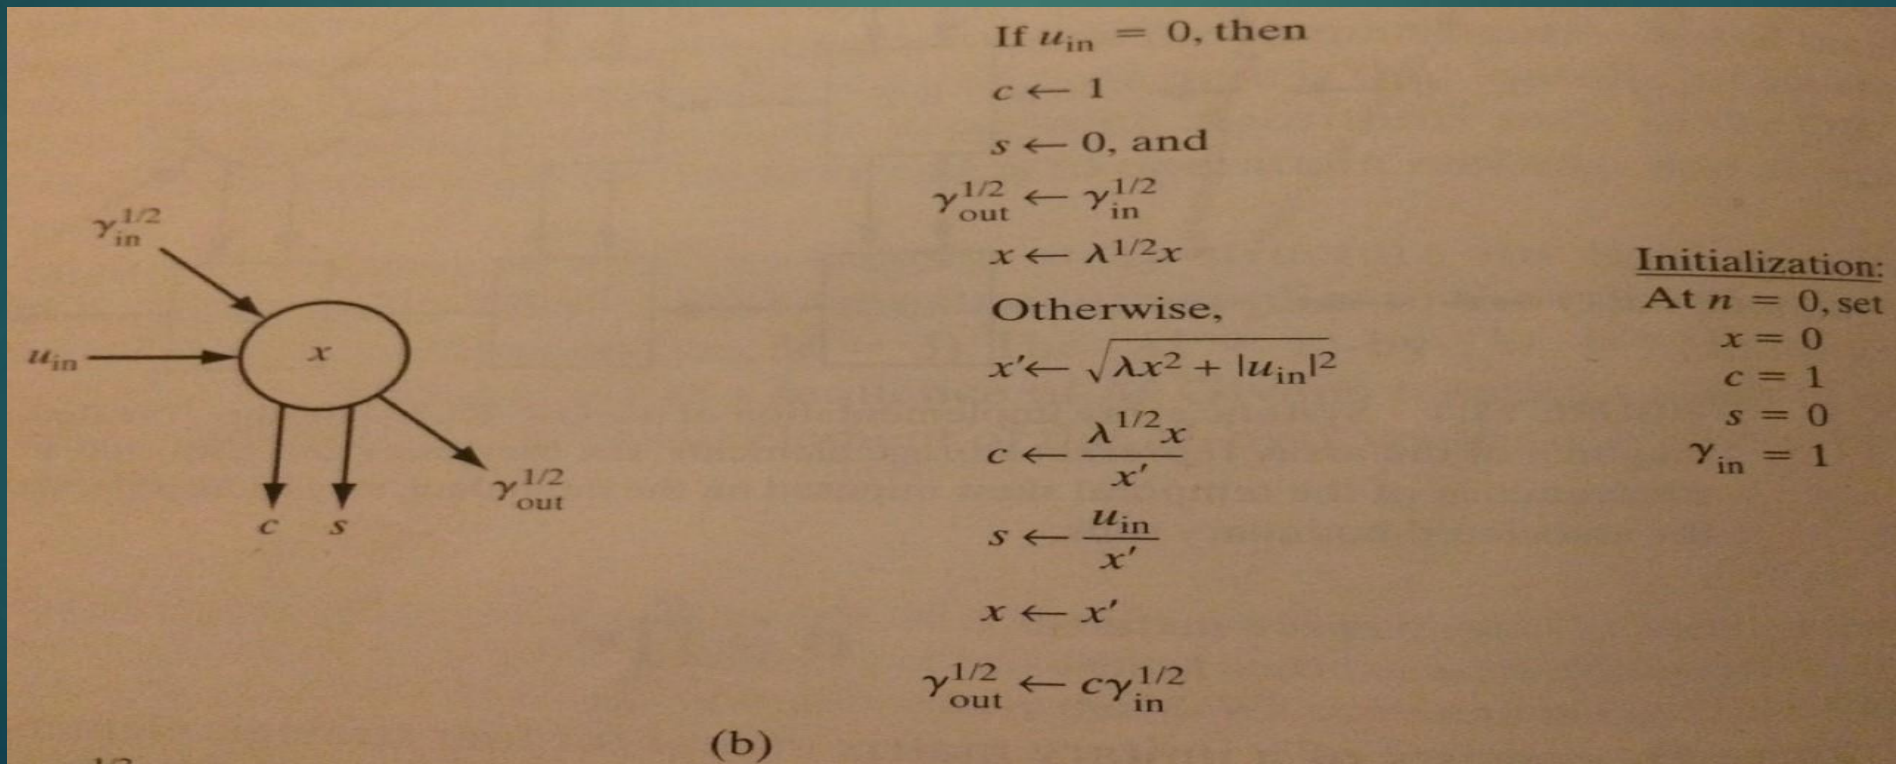 If u_in = 0, then
c ← 1
s ← 0, and
γ_out^1/2 ← γ_in^1/2
x ← λ^1/2 x
Otherwise,
x' ← √(λx² + |u_in|²)
c ← λ^1/2 x / x'
s ← u_in / x'
x ← x'
γ_out^1/2 ← cγ_in^1/2
γ_in^1/2
u_in
x
c s
γ_out^1/2
Initialization:
At n = 0, set
x = 0
c = 1
s = 0
γ_in = 1
(b)